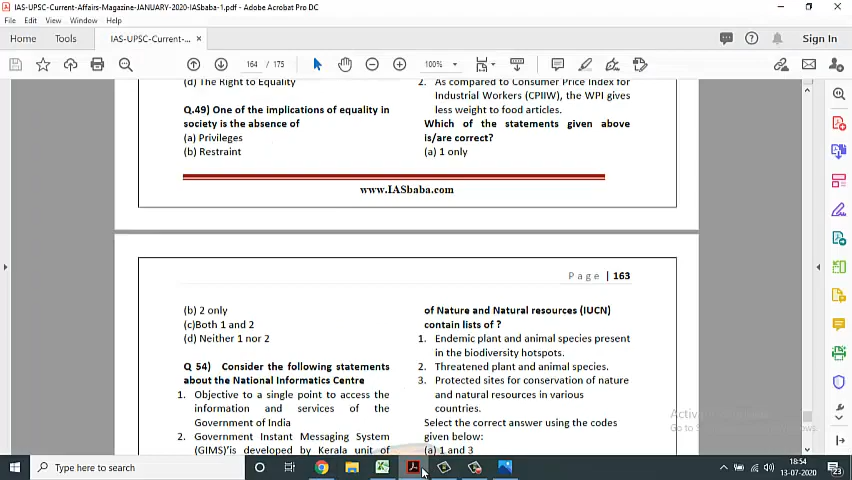 IAS-UPSC-Current-Affairs-Magazine-JANUARY-2020-IASbaba-1.pdf - Adobe Acrobat Pro DC
File Edit View Window Help
Home Tools IAS-UPSC-Current-... × Sign In
164 / 175 100%
(d) The Right to Equality
Q.49) One of the implications of equality in
society is the absence of
(a) Privileges
(b) Restraint
2. As compared to Consumer Price Index for
Industrial Workers (CPIIW), the WPI gives
less weight to food articles.
Which of the statements given above
is/are correct?
(a) 1 only
www.IASbaba.com
Page | 163
(b) 2 only
(c)Both 1 and 2
(d) Neither 1 nor 2
Q 54) Consider the following statements
about the National Informatics Centre
1. Objective to a single point to access the
information and services of the
Government of India
2. Government Instant Messaging System
(GIMS)'is developed by Kerala unit of
of Nature and Natural resources (IUCN)
contain lists of ?
1. Endemic plant and animal species present
in the biodiversity hotspots.
2. Threatened plant and animal species.
3. Protected sites for conservation of nature
and natural resources in various
countries.
Select the correct answer using the codes
given below:
(a) 1 and 3
Type here to search
18:54
13-07-2020
23